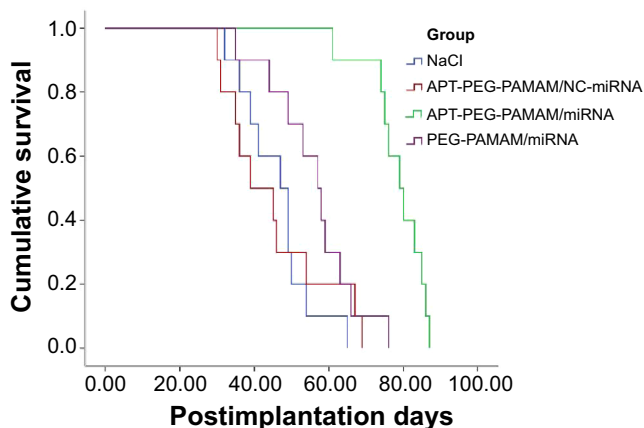 Group
NaCl
APT-PEG-PAMAM/NC-miRNA
APT-PEG-PAMAM/miRNA
PEG-PAMAM/miRNA
Cumulative survival
1.0
0.8
0.6
0.4
0.2
0.0
0.00 20.00 40.00 60.00 80.00 100.00
Postimplantation days